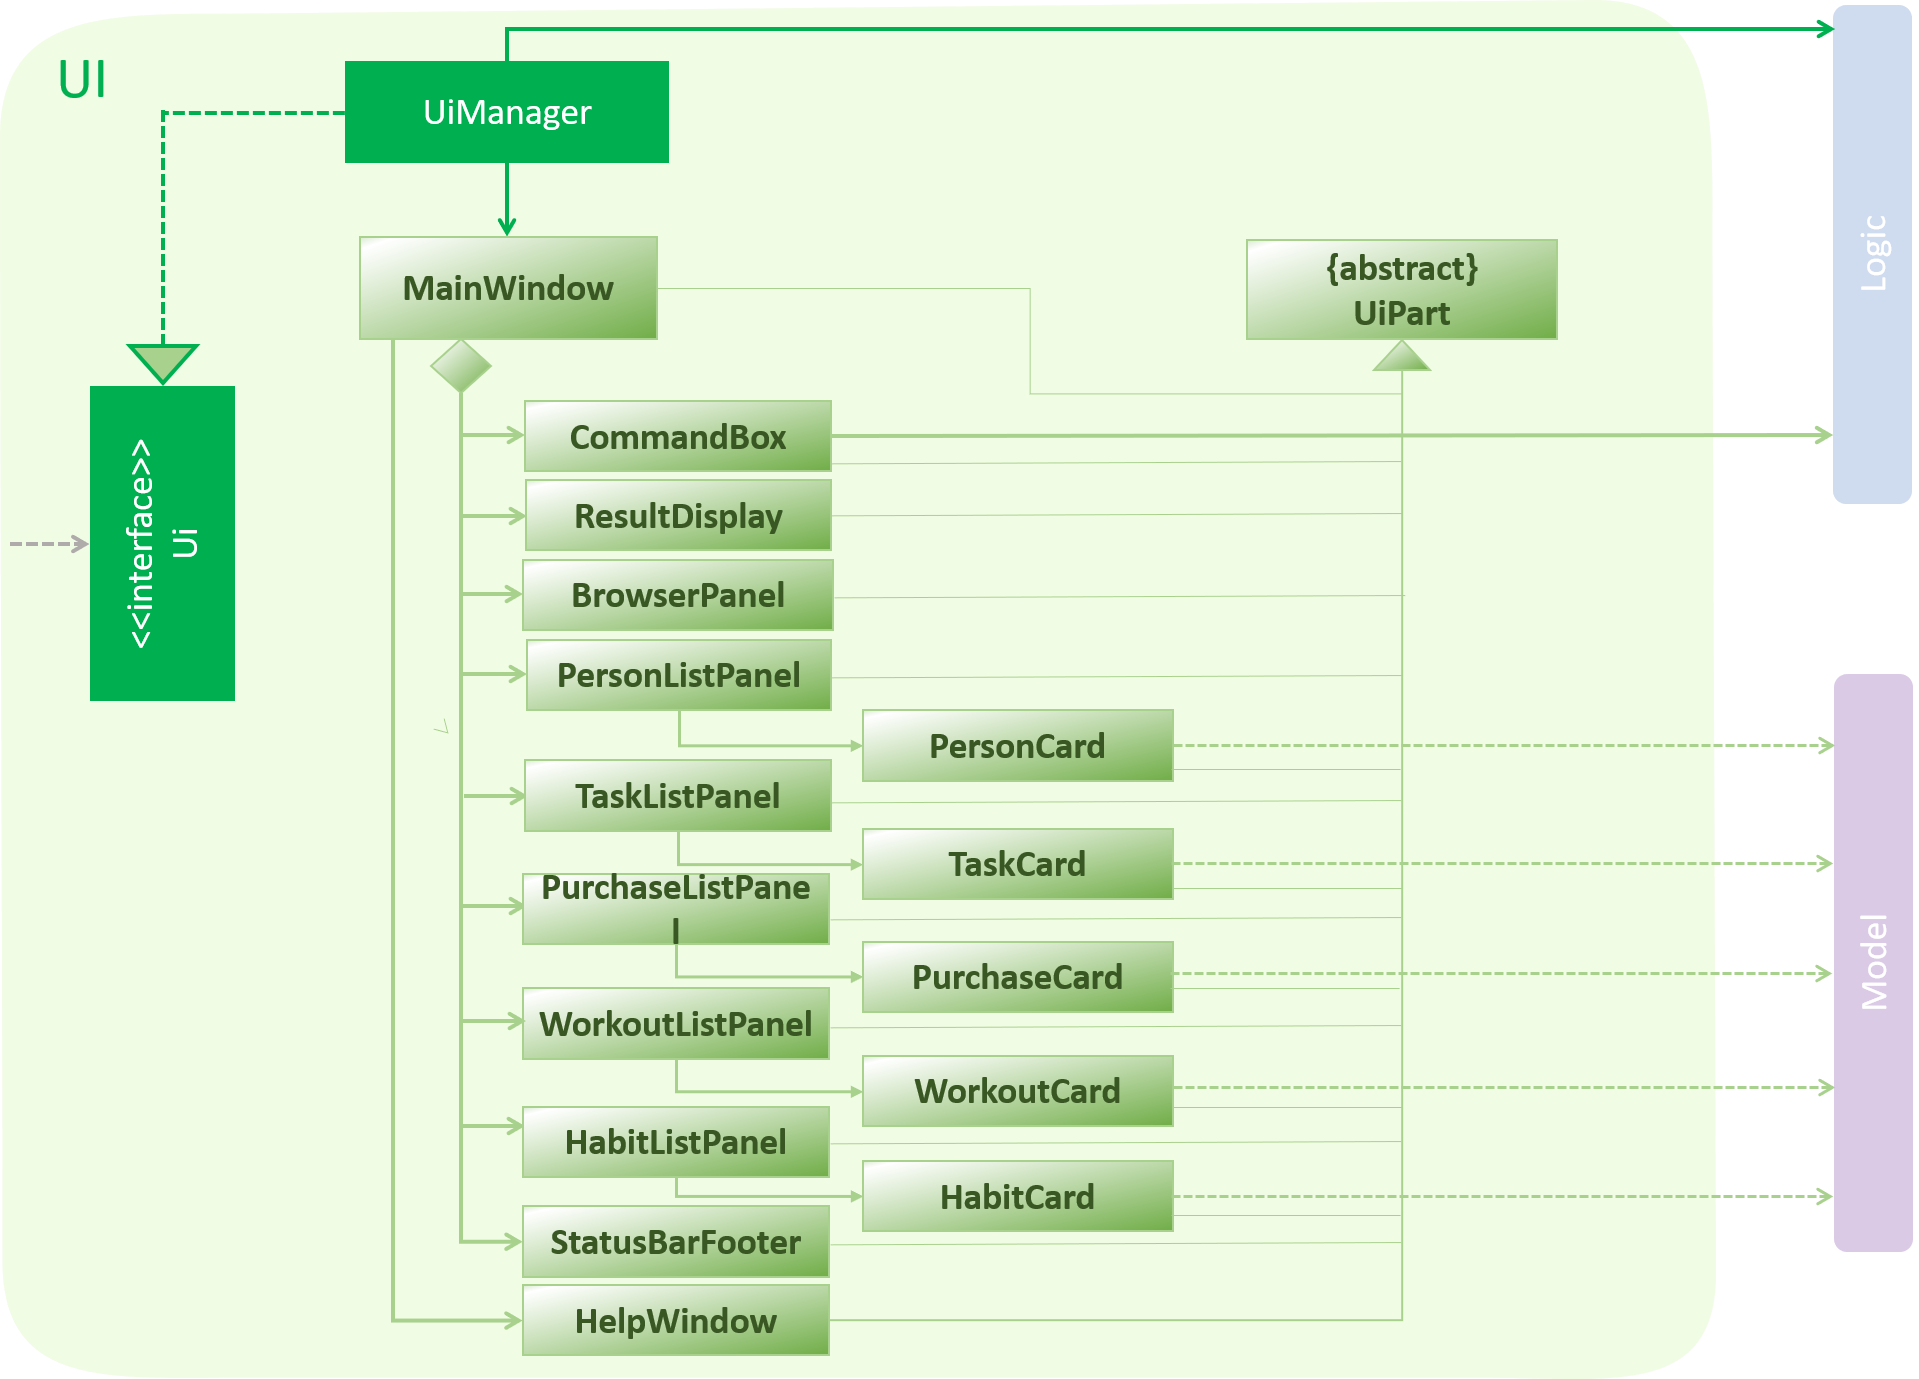 UI
UiManager
Logic
MainWindow
{abstract}
UiPart
<<interface>>
Ui
CommandBox
ResultDisplay
BrowserPanel
PersonListPanel
PersonCard
TaskListPanel
TaskCard
PurchaseListPane
l
PurchaseCard
Model
WorkoutListPanel
WorkoutCard
HabitListPanel
HabitCard
StatusBarFooter
HelpWindow